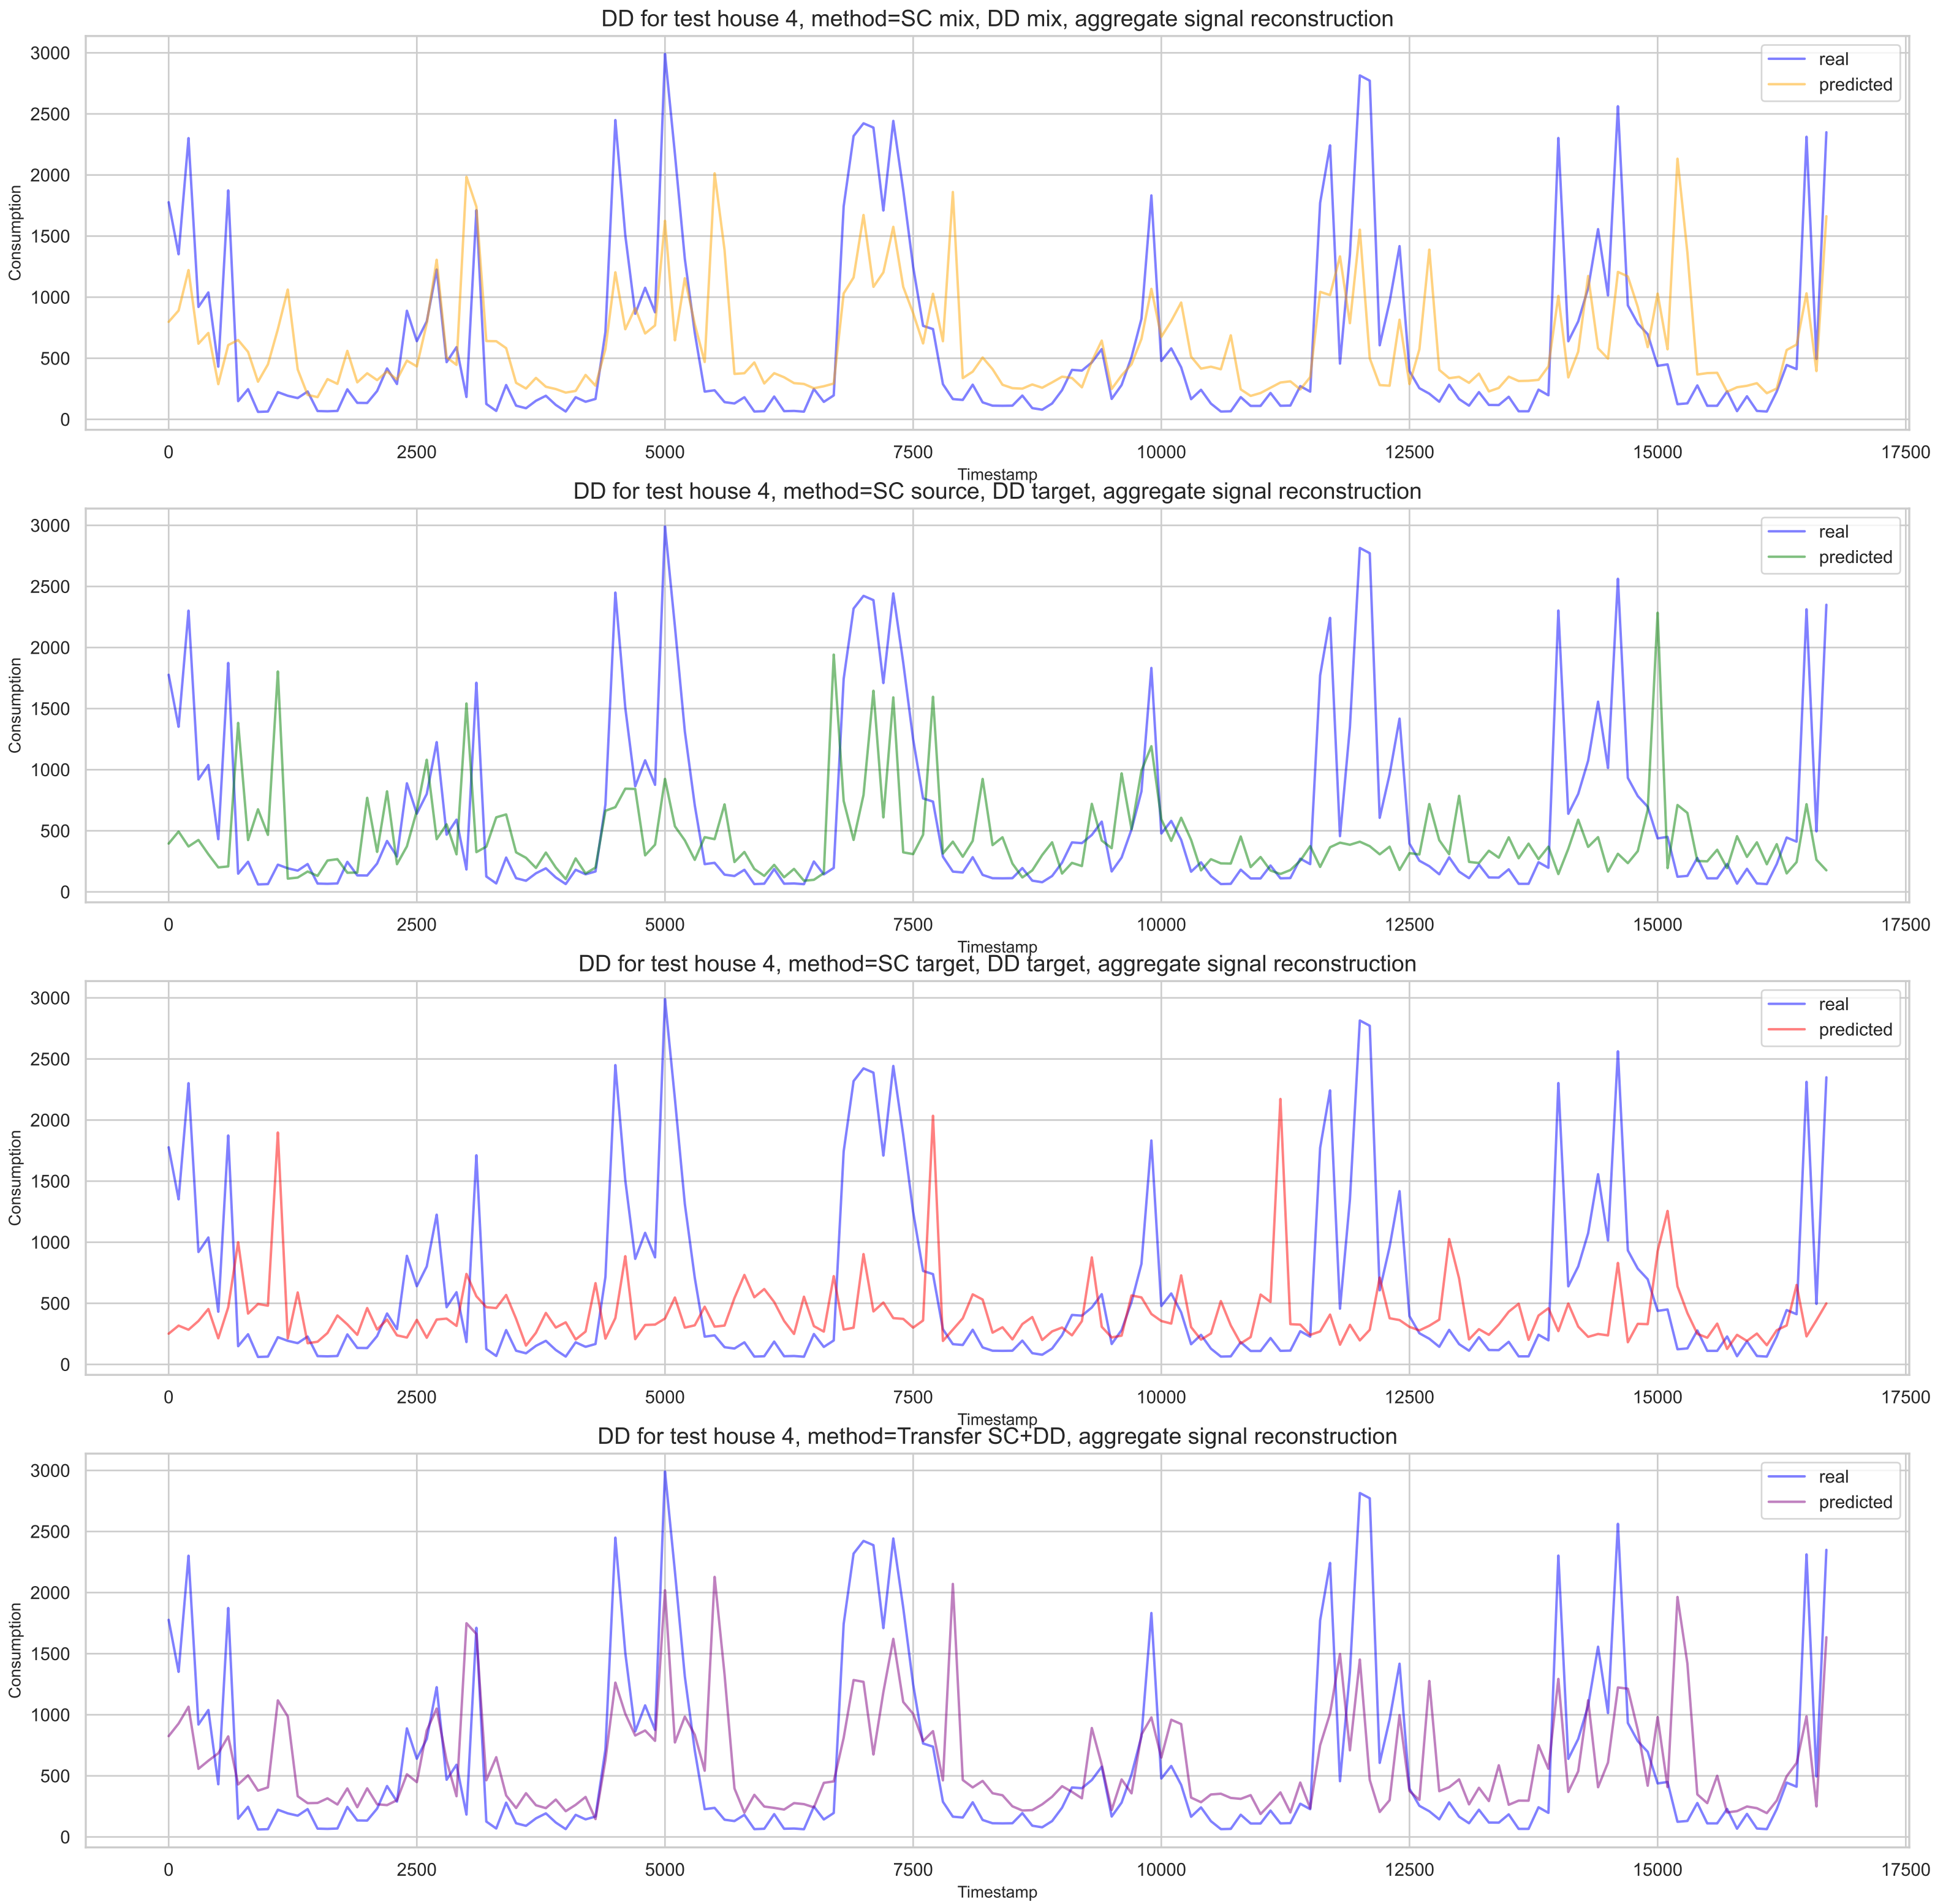 DD for test house 4, method=SC mix, DD mix, aggregate signal reconstruction
3000
2500
2000
1500
1000
500
0
Consumption
real
predicted
0 2500 5000 7500 10000 12500 15000 17500
Timestamp
DD for test house 4, method=SC source, DD target, aggregate signal reconstruction
3000
2500
2000
1500
1000
500
0
Consumption
real
predicted
0 2500 5000 7500 10000 12500 15000 17500
Timestamp
DD for test house 4, method=SC target, DD target, aggregate signal reconstruction
3000
2500
2000
1500
1000
500
0
Consumption
real
predicted
0 2500 5000 7500 10000 12500 15000 17500
Timestamp
DD for test house 4, method=Transfer SC+DD, aggregate signal reconstruction
3000
2500
2000
1500
1000
500
0
Consumption
real
predicted
0 2500 5000 7500 10000 12500 15000 17500
Timestamp